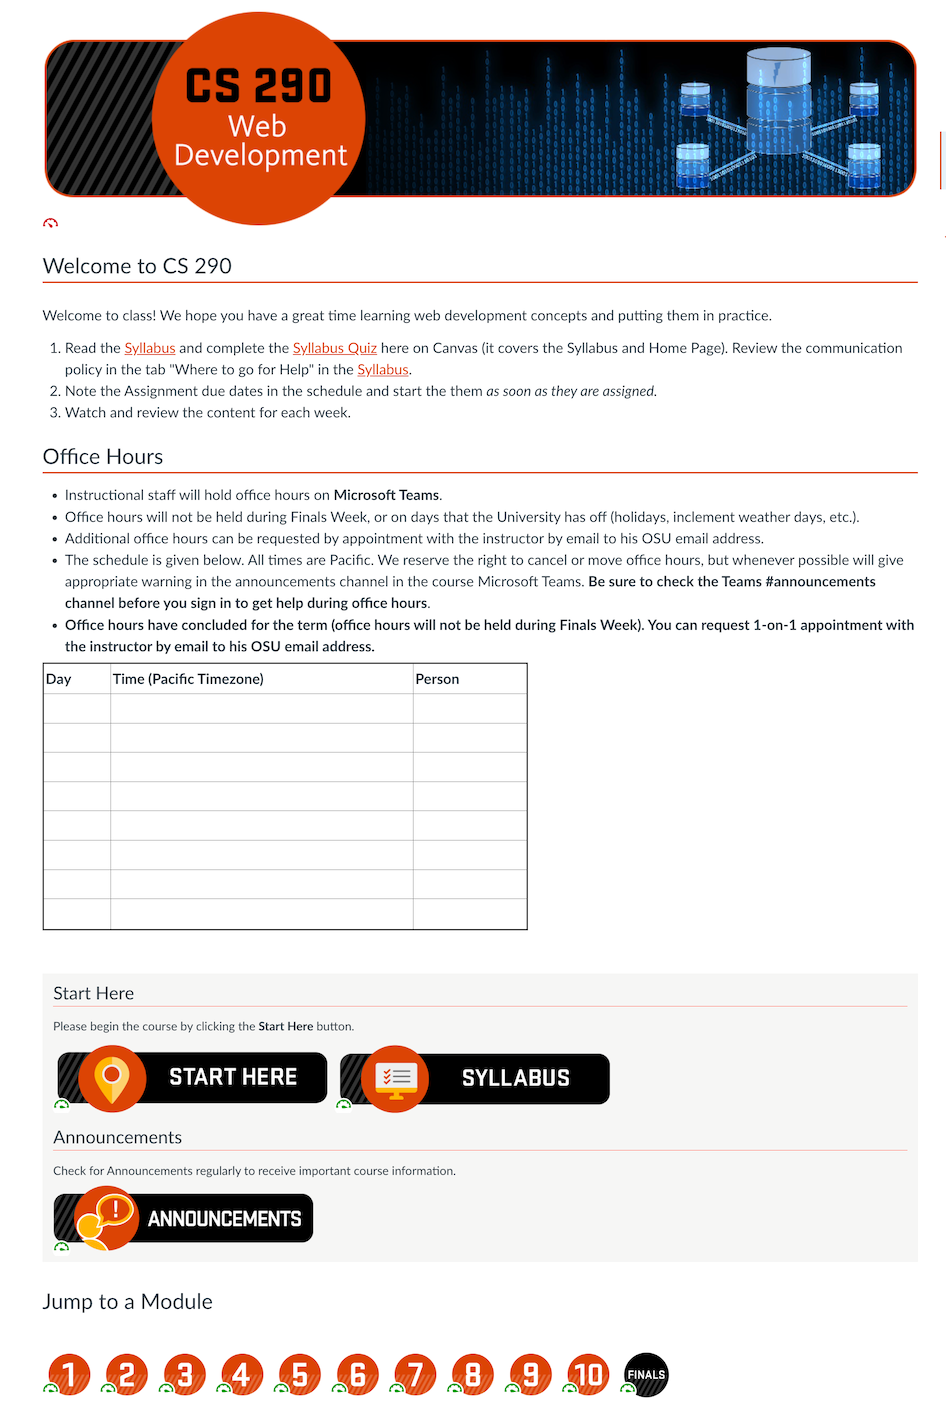 CS 290
Web
Development
Welcome to CS 290
Welcome to class! We hope you have a great time learning web development concepts and putting them in practice.
1. Read the Syllabus and complete the Syllabus Quiz here on Canvas (it covers the Syllabus and Home Page). Review the communication
policy in the tab "Where to go for Help" in the Syllabus.
2. Note the Assignment due dates in the schedule and start the them as soon as they are assigned.
3. Watch and review the content for each week.
Office Hours
• Instructional staff will hold office hours on Microsoft Teams.
• Office hours will not be held during Finals Week, or on days that the University has off (holidays, inclement weather days, etc.).
• Additional office hours can be requested by appointment with the instructor by email to his OSU email address.
• The schedule is given below. All times are Pacific. We reserve the right to cancel or move office hours, but whenever possible will give
appropriate warning in the announcements channel in the course Microsoft Teams. Be sure to check the Teams #announcements
channel before you sign in to get help during office hours.
• Office hours have concluded for the term (office hours will not be held during Finals Week). You can request 1-on-1 appointment with
the instructor by email to his OSU email address.
Day Time (Pacific Timezone) Person
Start Here
Please begin the course by clicking the Start Here button.
START HERE SYLLABUS
Announcements
Check for Announcements regularly to receive important course information.
ANNOUNCEMENTS
Jump to a Module
1 2 3 4 5 6 7 8 9 10 FINALS